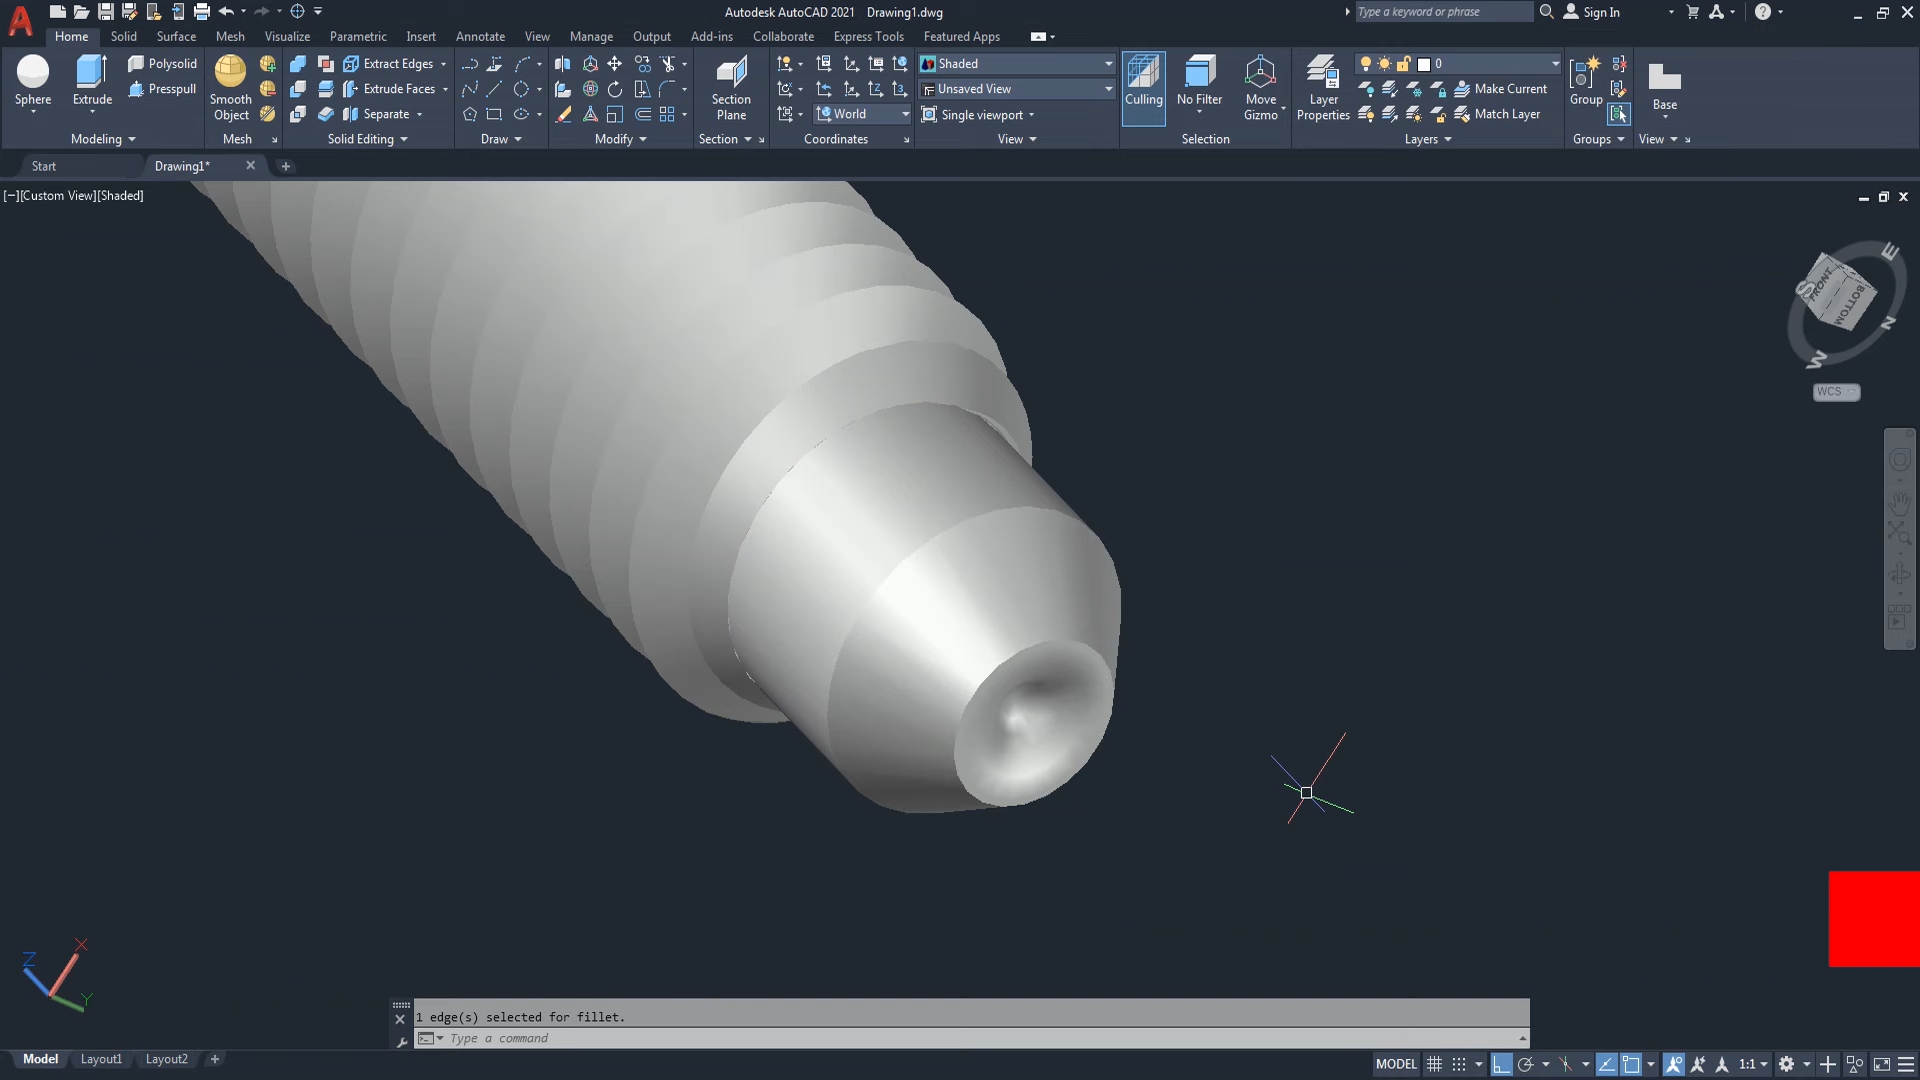 Autodesk AutoCAD 2021 Drawing1.dwg
Type a keyword or phrase
Sign In
Home Solid Surface Mesh Visualize Parametric Insert Annotate View Manage Output Add-ins Collaborate Express Tools Featured Apps
Sphere
Extrude
Polysolid
Presspull
Modeling
Smooth
Object
Mesh
Extract Edges
Extrude Faces
Separate
Solid Editing
Draw
Modify
Section
Plane
Section
World
Coordinates
Shaded
Unsaved View
Single viewport
View
Culling
No Filter
Move
Gizmo
Selection
Layer
Properties
0
Make Current
Match Layer
Layers
Group
Groups
Base
View
Start
Drawing1*
[−][Custom View][Shaded]
E
S
FRONT
BOTTOM
N
W
WCS
X
Z
Y
1 edge(s) selected for fillet.
Type a command
Model Layout1 Layout2
MODEL
1:1